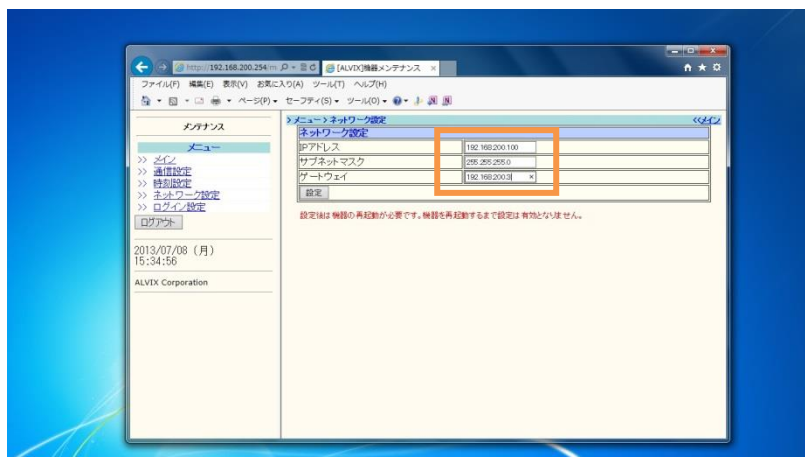 http://192.168.200.254/m
[ALVIX]機器メンテナンス ×
ファイル(F) 編集(E) 表示(V) お気に入り(A) ツール(T) ヘルプ(H)
ページ(P) セーフティ(S) ツール(O)
メンテナンス
メニュー
>> メイン
>> 通信設定
>> 時刻設定
>> ネットワーク設定
>> ログイン設定
ログアウト
2013/07/08 (月)
15:34:56
ALVIX Corporation
> メニュー > ネットワーク設定
<<メイン
ネットワーク設定
IPアドレス 192.168.200.100
サブネットマスク 255.255.255.0
ゲートウェイ 192.168.200.3 ×
設定
設定後は機器の再起動が必要です。機器を再起動するまで設定は有効となりません。